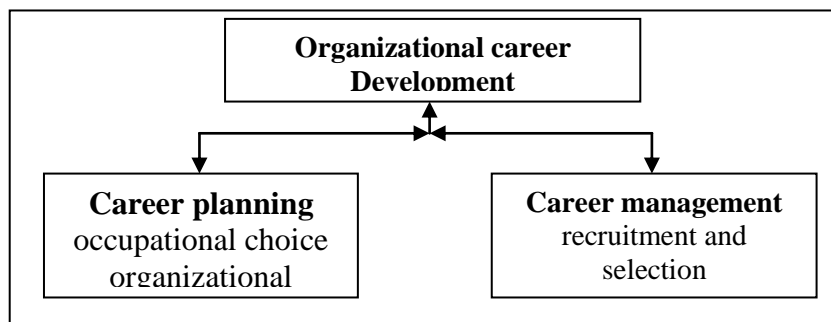 Organizational career
Development
Career planning
occupational choice
organizational
Career management
recruitment and
selection